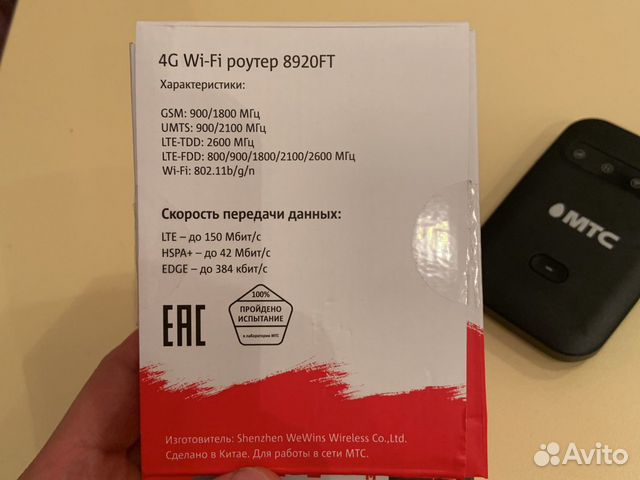 4G Wi-Fi роутер 8920FT
Характеристики:
GSM: 900/1800 МГц
UMTS: 900/2100 МГц
LTE-TDD: 2600 МГц
LTE-FDD: 800/900/1800/2100/2600 МГц
Wi-Fi: 802.11b/g/n
Скорость передачи данных:
LTE – до 150 Мбит/с
HSPA+ – до 42 Мбит/с
EDGE – до 384 кбит/с
EAC
100%
ПРОЙДЕНО
ИСПЫТАНИЕ
в лаборатории МТС
Изготовитель: Shenzhen WeWins Wireless Co.,Ltd.
Сделано в Китае. Для работы в сети МТС.
МТС
Avito